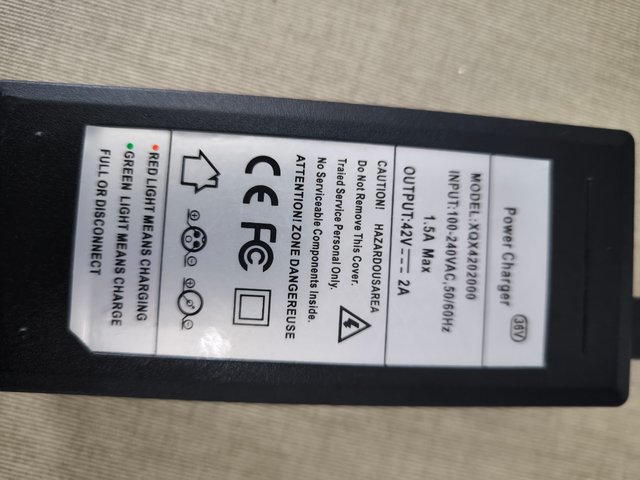 Power Charger 36V
MODEL:XQX4202000
INPUT:100-240VAC,50/60Hz
1.5A Max
OUTPUT:42V 2A
CAUTION! HAZARDOUSAREA
Do Not Remove This Cover.
Traied Service Personal Only.
No Serviceable Components Inside.
ATTENTION! ZONE DANGEREUSE
CE FC
RED LIGHT MEANS CHARGING
GREEN LIGHT MEANS CHARGE
FULL OR DISCONNECT